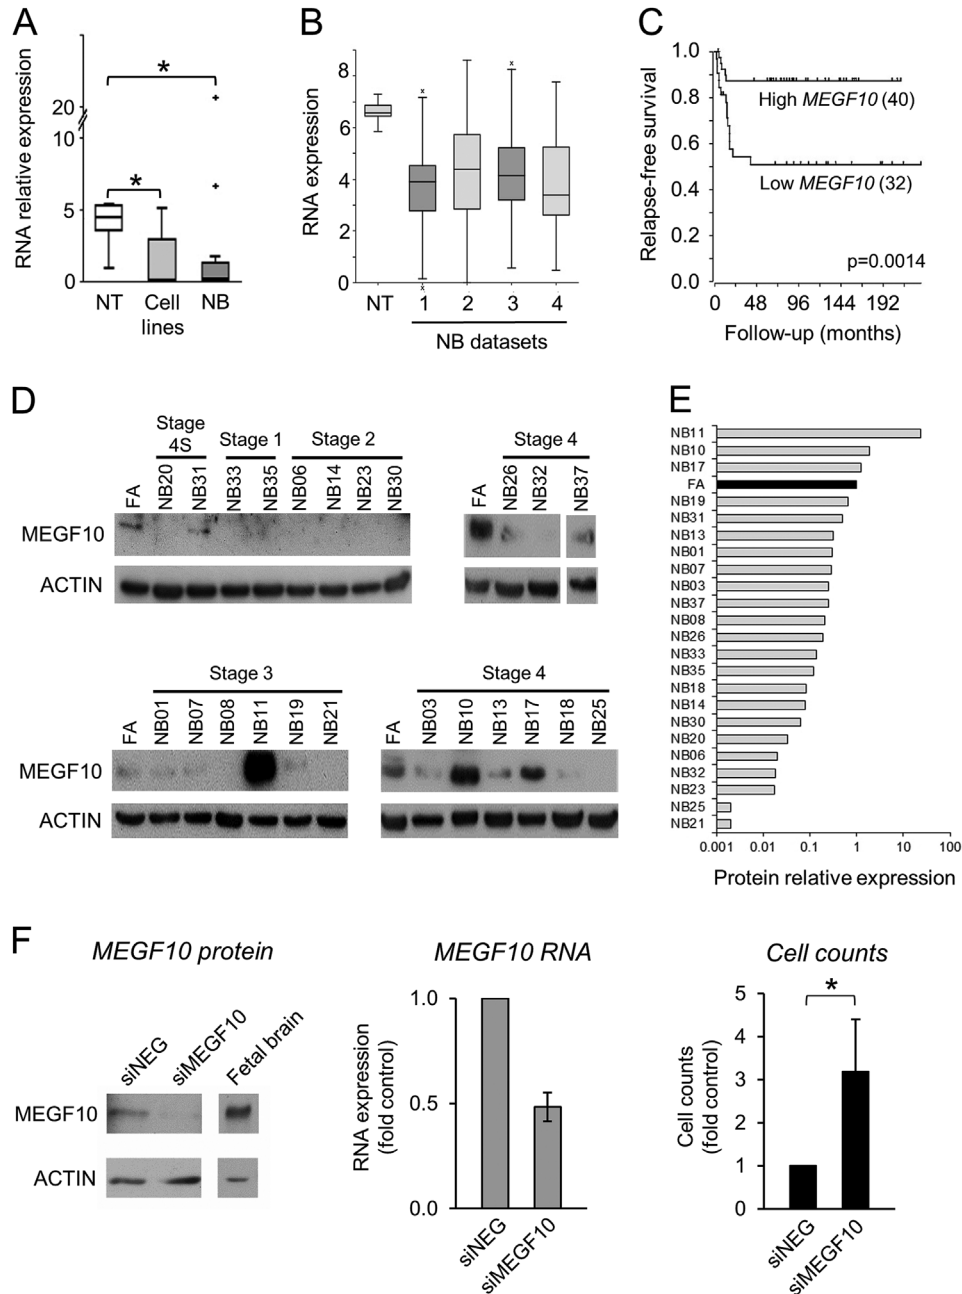 A
RNA relative expression
20
10
5
0
*
*
NT
Cell lines
NB
B
RNA expression
8
6
4
2
0
NT
1
2
3
4
NB datasets
C
Relapse-free survival
1.0
0.8
0.6
0.4
0.2
0.0
High MEGF10 (40)
Low MEGF10 (32)
p=0.0014
0 48 96 144 192
Follow-up (months)
D
Stage 4S
Stage 1
Stage 2
FA NB20 NB31 NB33 NB35 NB06 NB14 NB23 NB30
MEGF10
ACTIN
Stage 4
FA NB26 NB32 NB37
Stage 3
FA NB01 NB07 NB08 NB11 NB19 NB21
MEGF10
ACTIN
Stage 4
FA NB03 NB10 NB13 NB17 NB18 NB25
E
NB11
NB10
NB17
FA
NB19
NB31
NB13
NB01
NB07
NB03
NB37
NB08
NB26
NB33
NB35
NB18
NB14
NB30
NB20
NB06
NB32
NB23
NB25
NB21
0.001 0.01 0.1 1 10 100
Protein relative expression
F
MEGF10 protein
siNEG
siMEGF10
Fetal brain
MEGF10
ACTIN
MEGF10 RNA
RNA expression
(fold control)
1.0
0.5
0.0
siNEG
siMEGF10
Cell counts
Cell counts
(fold control)
5
4
3
2
1
0
*
siNEG
siMEGF10